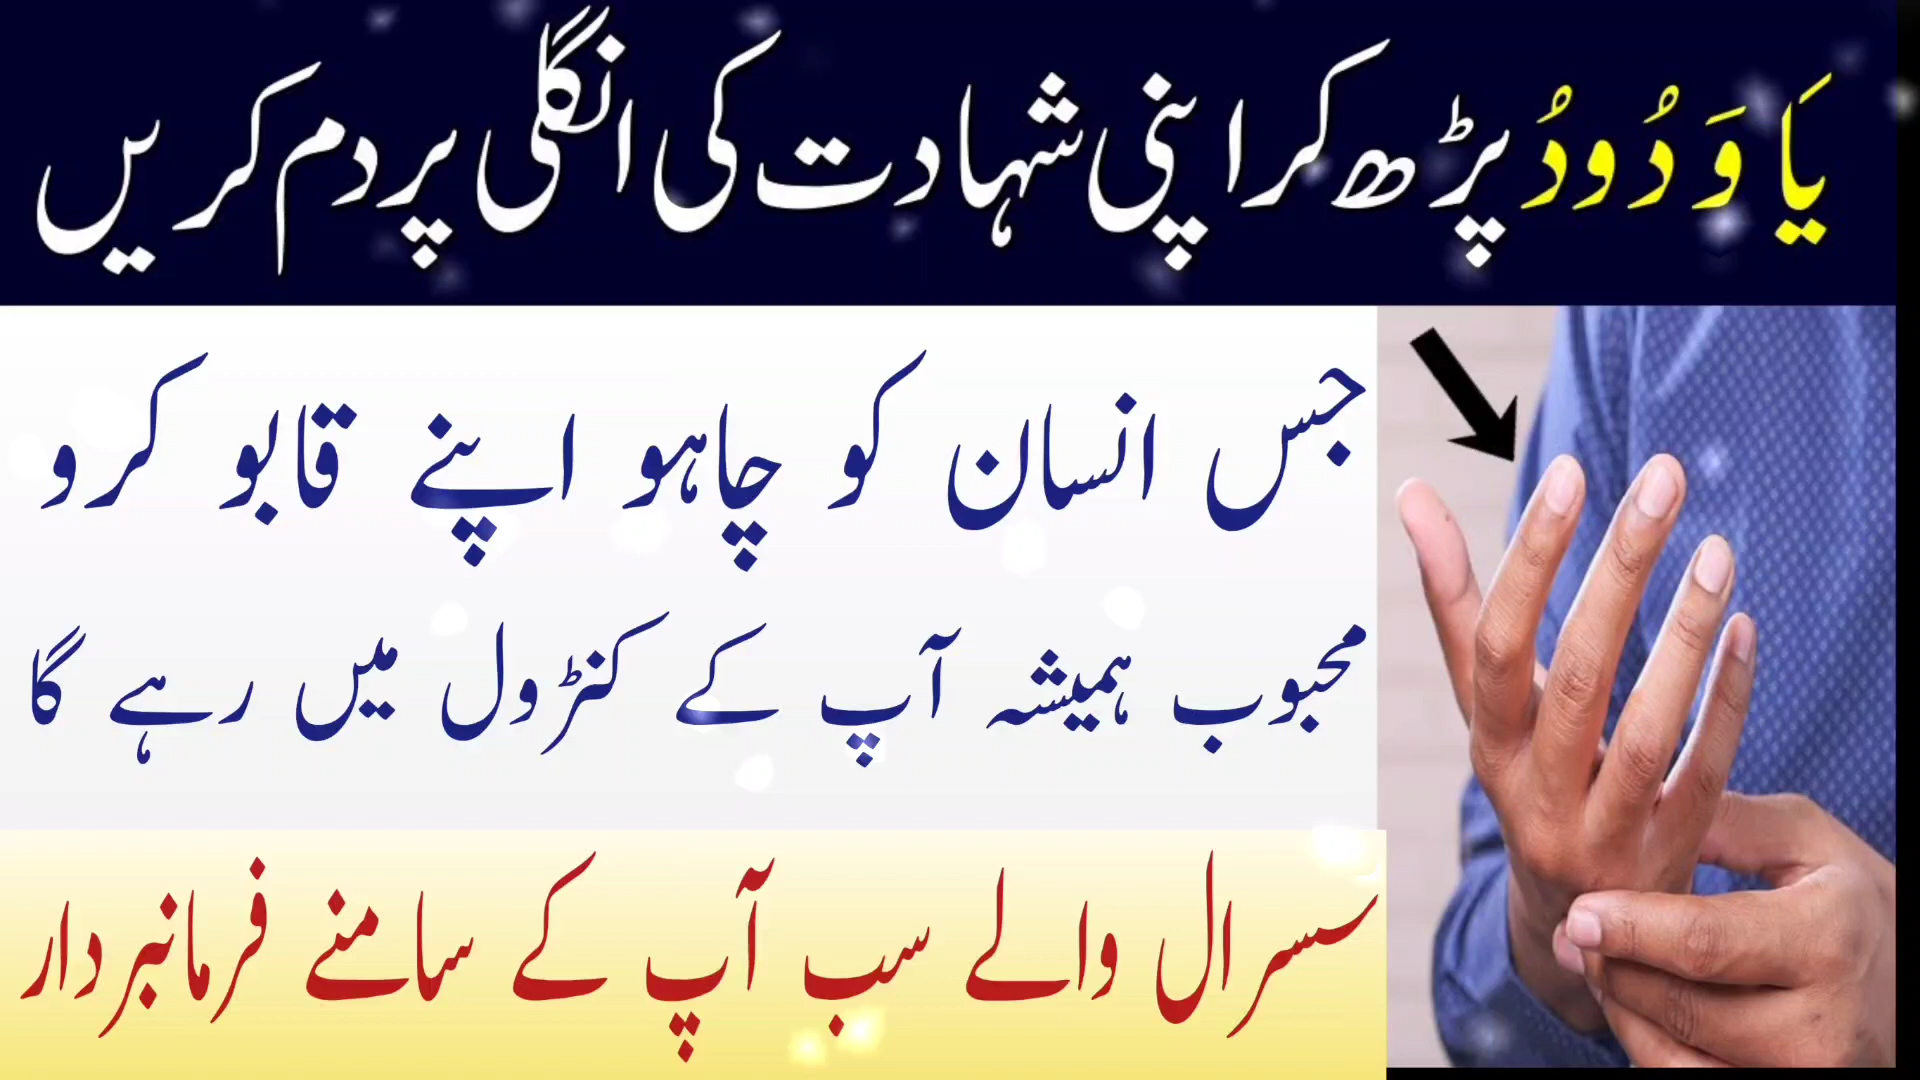 یَا وَدُودُ پڑھ کر اپنی شہادت کی انگلی پر دم کریں
جس انسان کو چاہو اپنے قابو کرو
محبوب ہمیشہ آپ کے کنڑول میں رہے گا
سسرال والے سب آپ کے سامنے فرمانبردار